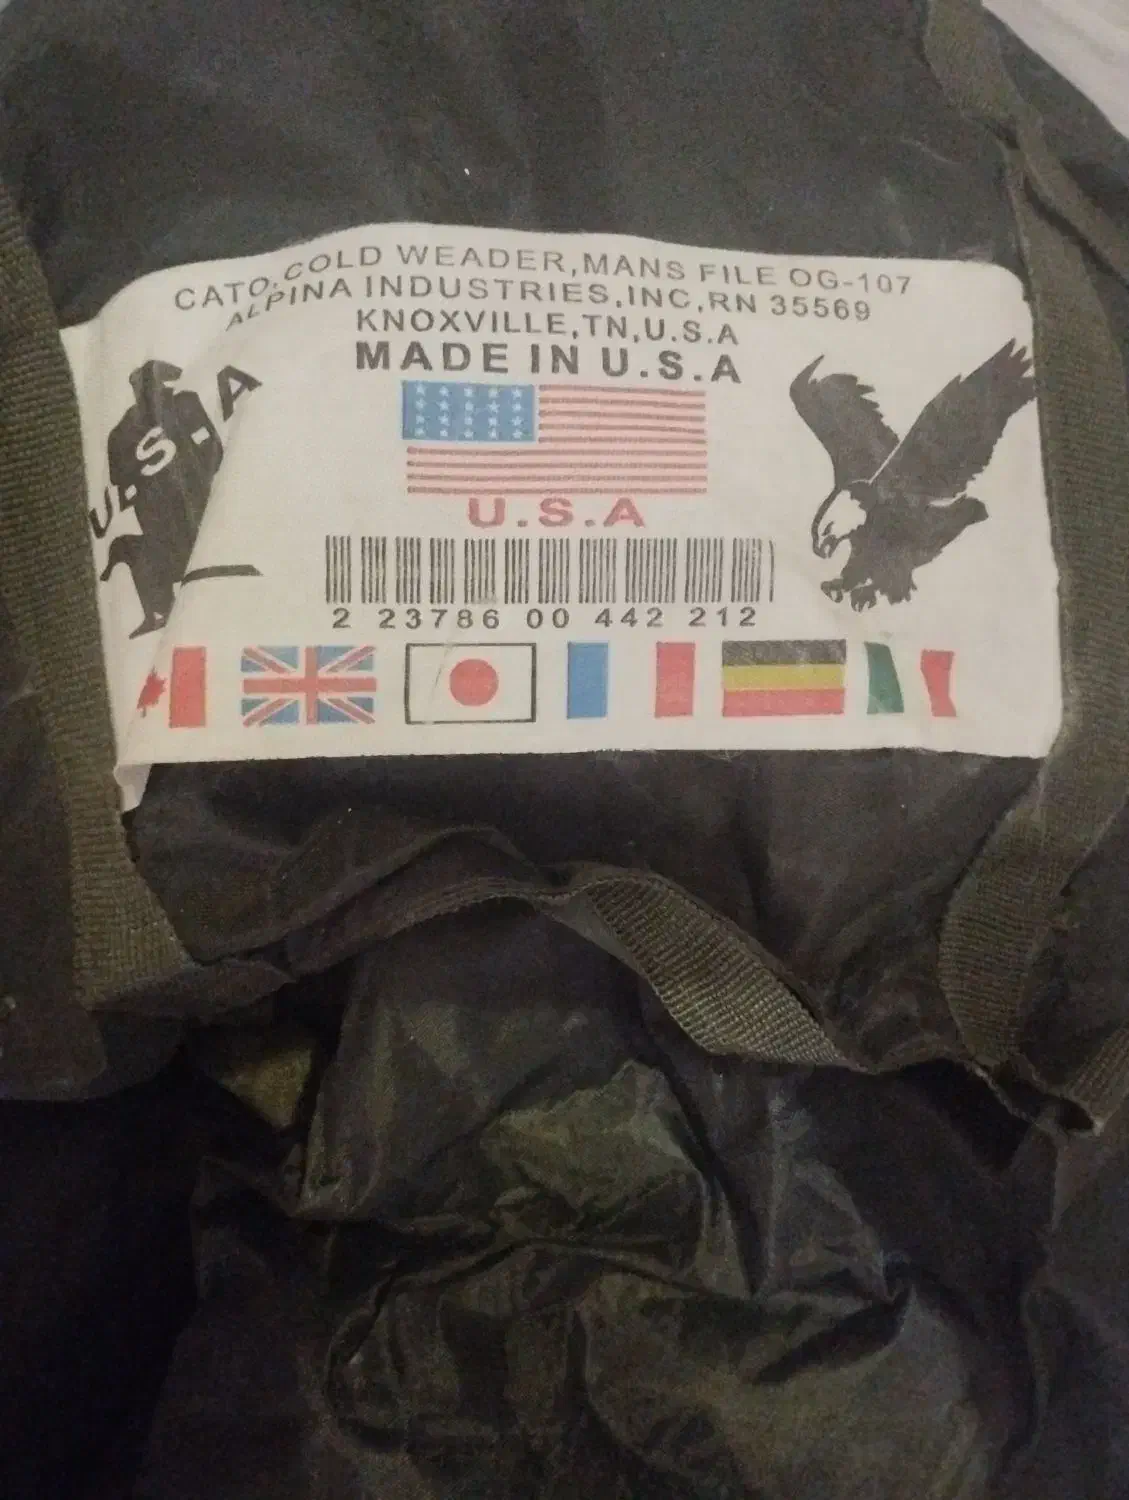 CATO,COLD WEADER,MANS FILE OG-107
ALPINA INDUSTRIES,INC,RN 35569
KNOXVILLE,TN,U.S.A
MADE IN U.S.A
U.S.A
U.S.A
2 23786 00 442 212